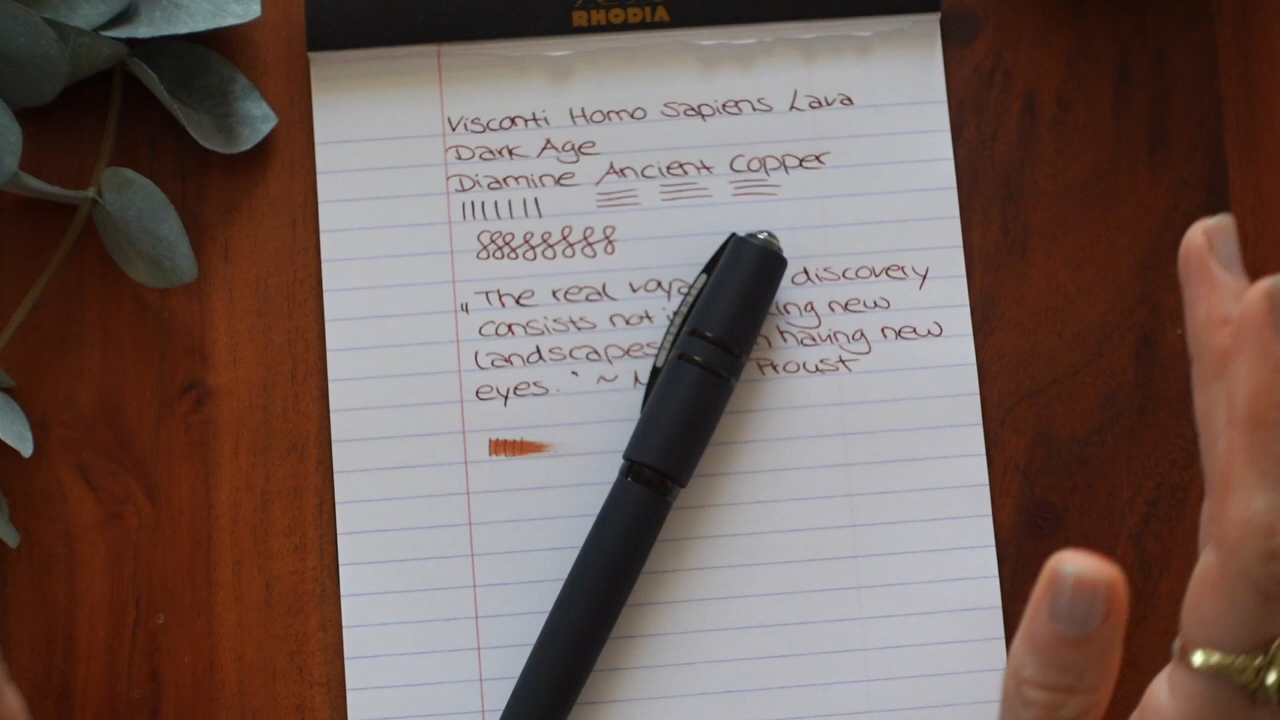 RHODIA
Visconti Homo Sapiens Lava
Dark Age
Diamine Ancient Copper
„The real discovery
consists not new
Landscapes having new
eyes." ~ Proust